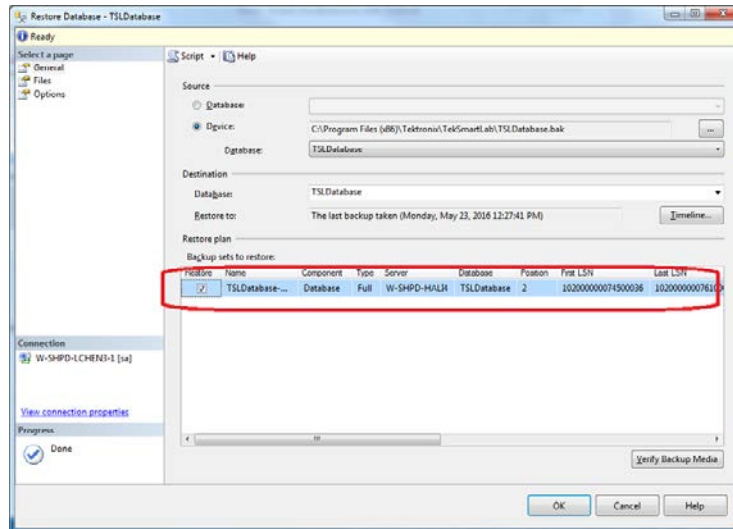 Restore Database - TSLDatabase
Ready
Select a page
General
Files
Options
Script
Help
Source
Database:
Device:
C:\Program Files (x86)\Tektronix\TekSmartLab\TSLDatabase.bak
...
Database:
TSLDatabase
Destination
Database:
TSLDatabase
Restore to:
The last backup taken (Monday, May 23, 2016 12:27:41 PM)
Timeline...
Restore plan
Backup sets to restore:
Restore Name Component Type Server Database Position First LSN Last LSN
TSLDatabase-... Database Full W-SHPD-HALI4 TSLDatabase 2 10200000007450036
Connection
W-SHPD-LCHEN3-1 [sa]
View connection properties
Progress
Done
Verify Backup Media
OK Cancel Help